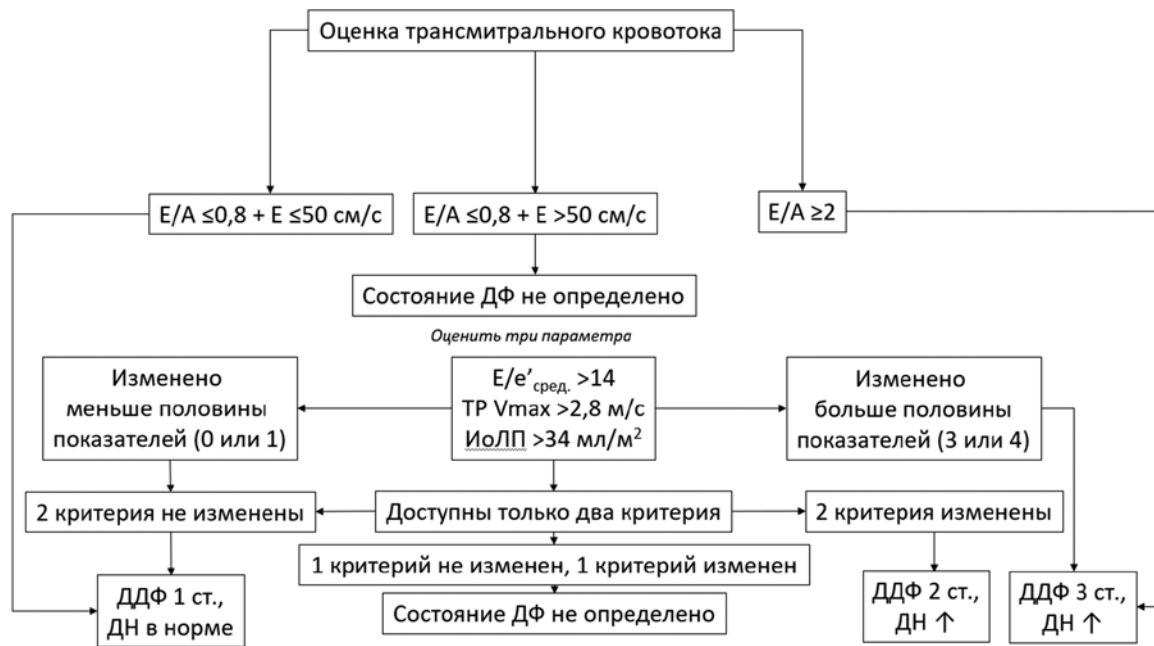 Оценка трансмитрального кровотока
E/A ≤0,8 + E ≤50 см/с
E/A ≤0,8 + E >50 см/с
E/A ≥2
Состояние ДФ не определено
Оценить три параметра
Изменено
меньше половины
показателей (0 или 1)
E/e’сред. >14
ТР Vmax >2,8 м/с
ИоЛП >34 мл/м²
Изменено
больше половины
показателей (3 или 4)
2 критерия не изменены
Доступны только два критерия
2 критерия изменены
1 критерий не изменен, 1 критерий изменен
ДДФ 1 ст.,
ДН в норме
Состояние ДФ не определено
ДДФ 2 ст.,
ДН ↑
ДДФ 3 ст.,
ДН ↑